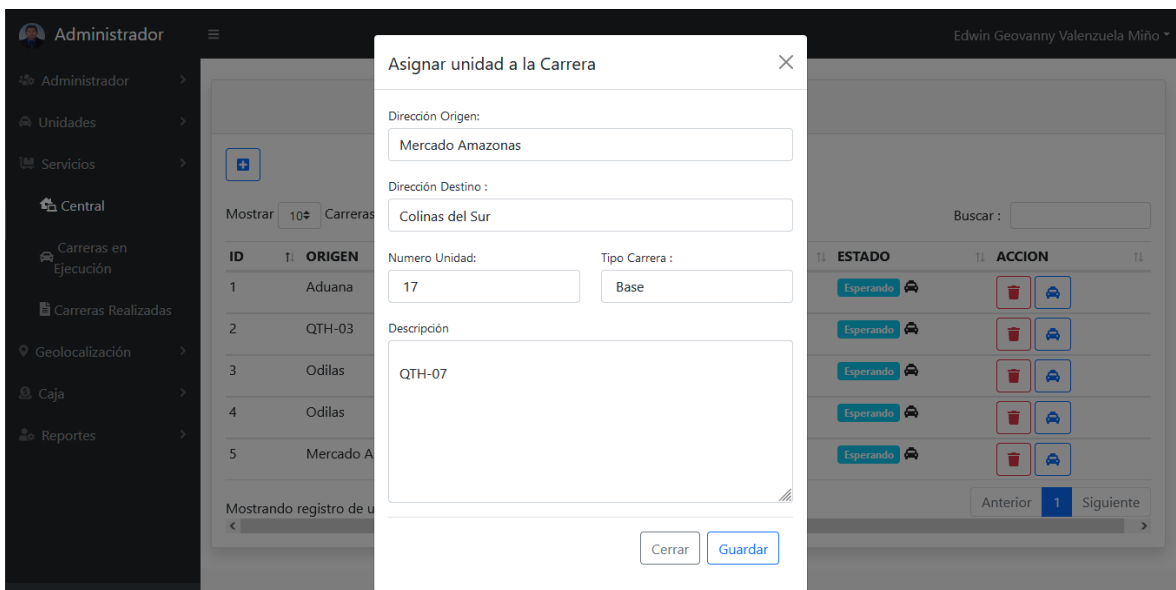 Administrador
Edwin Geovanny Valenzuela Miño
Administrador
Unidades
Servicios
Central
Carreras en
Ejecución
Carreras Realizadas
Geolocalización
Caja
Reportes
Asignar unidad a la Carrera
Dirección Origen:
Mercado Amazonas
Dirección Destino :
Colinas del Sur
Numero Unidad:
Tipo Carrera :
17
Base
Descripción
QTH-07
Cerrar
Guardar
Mostrar 10 Carreras
Buscar :
ID ORIGEN ESTADO ACCION
1 Aduana Esperando
2 QTH-03 Esperando
3 Odilas Esperando
4 Odilas Esperando
5 Mercado A Esperando
Mostrando registro de u
Anterior 1 Siguiente